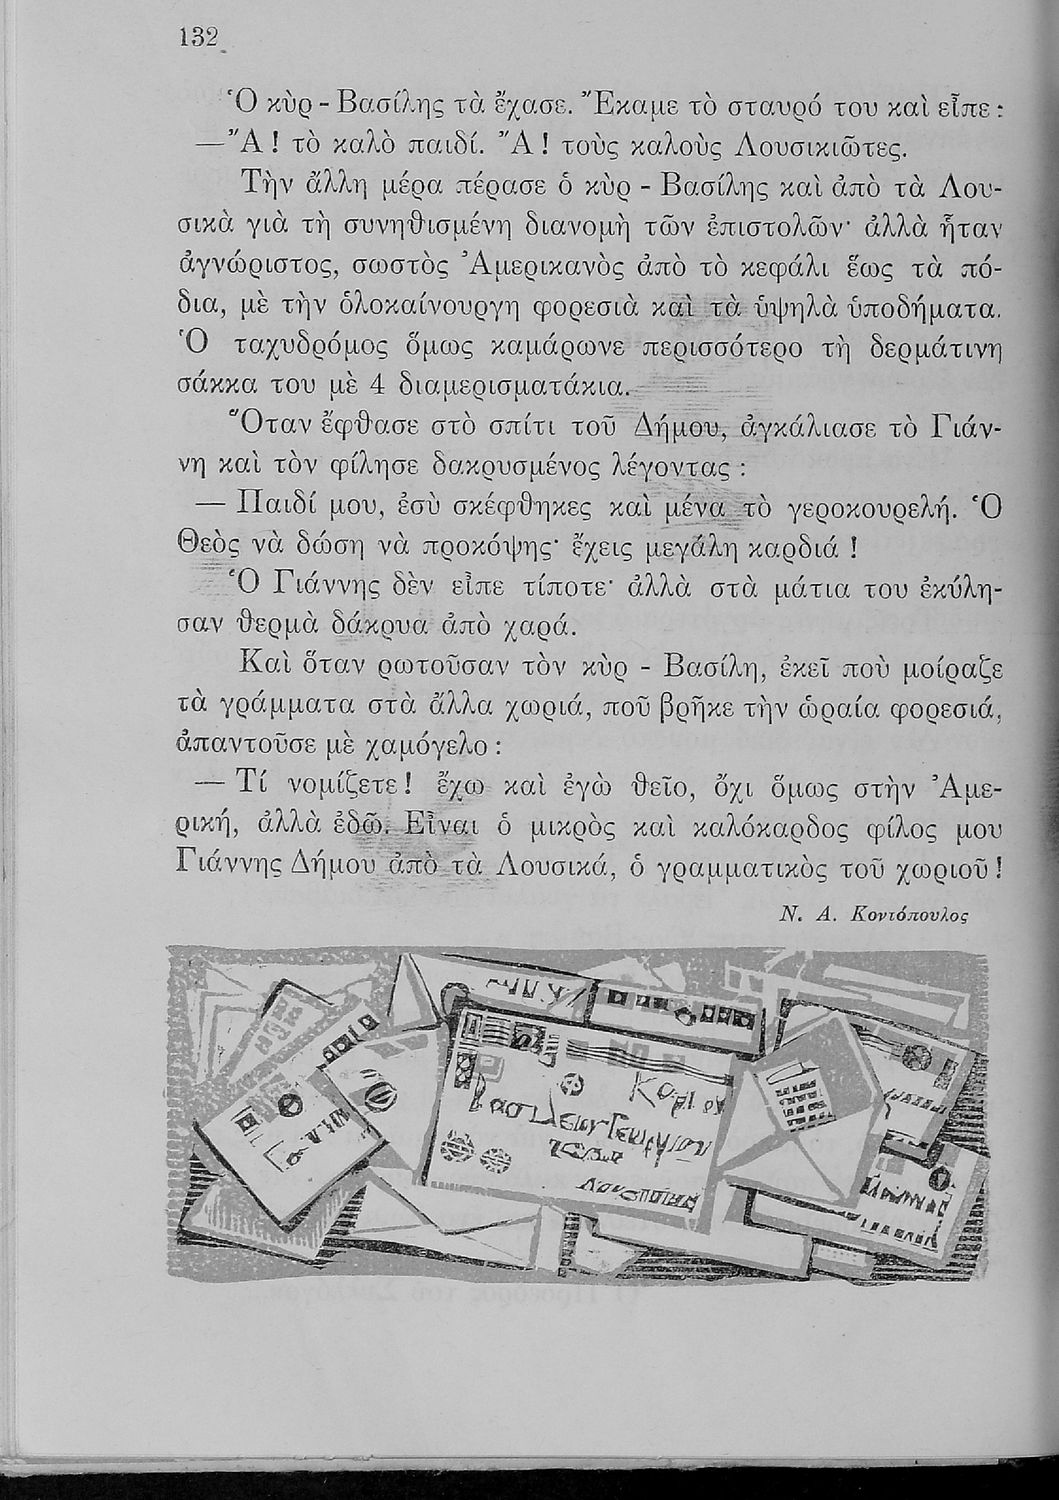 132
Ὁ κὺρ - Βασίλης τὰ ἔχασε. Ἔκαμε τὸ σταυρό του καὶ εἶπε :
— Ἄ ! τὸ καλὸ παιδί. Ἄ ! τοὺς καλοὺς Λουσικιῶτες.
Τὴν ἄλλη μέρα πέρασε ὁ κὺρ - Βασίλης καὶ ἀπὸ τὰ Λου-
σικὰ γιὰ τὴ συνηθισμένη διανομὴ τῶν ἐπιστολῶν· ἀλλὰ ἦταν
ἀγνώριστος, σωστὸς Ἀμερικανὸς ἀπὸ τὸ κεφάλι ἕως τὰ πό-
δια, μὲ τὴν ὁλοκαίνουργη φορεσιὰ καὶ τὰ ὑψηλὰ ὑποδήματα.
Ὁ ταχυδρόμος ὅμως καμάρωνε περισσότερο τὴ δερμάτινη
σάκκα του μὲ 4 διαμερισματάκια.
Ὅταν ἔφθασε στὸ σπίτι τοῦ Δήμου, ἀγκάλιασε τὸ Γιάν-
νη καὶ τὸν φίλησε δακρυσμένος λέγοντας :
— Παιδί μου, ἐσὺ σκέφθηκες καὶ μένα τὸ γεροκουρελή. Ὁ
Θεὸς νὰ δώση νὰ προκόψης· ἔχεις μεγάλη καρδιά !
Ὁ Γιάννης δὲν εἶπε τίποτε· ἀλλὰ στὰ μάτια του ἐκύλη-
σαν θερμὰ δάκρυα ἀπὸ χαρά.
Καὶ ὅταν ρωτοῦσαν τὸν κὺρ - Βασίλη, ἐκεῖ ποὺ μοίραζε
τὰ γράμματα στὰ ἄλλα χωριά, ποῦ βρῆκε τὴν ὡραία φορεσιά,
ἀπαντοῦσε μὲ χαμόγελο :
— Τί νομίζετε! ἔχω καὶ ἐγὼ θεῖο, ὄχι ὅμως στὴν Ἀμε-
ρική, ἀλλὰ ἐδῶ. Εἶναι ὁ μικρὸς καὶ καλόκαρδος φίλος μου
Γιάννης Δήμου ἀπὸ τὰ Λουσικά, ὁ γραμματικὸς τοῦ χωριοῦ !
Ν. Α. Κοντόπουλος